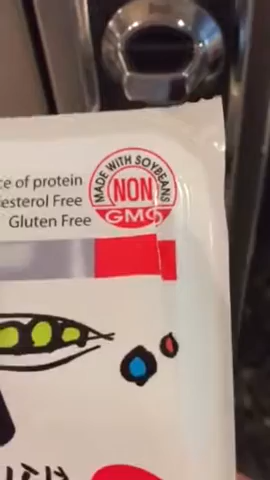 ce of protein
esterol Free
Gluten Free
MADE WITH SOYBEANS
NON
GMO